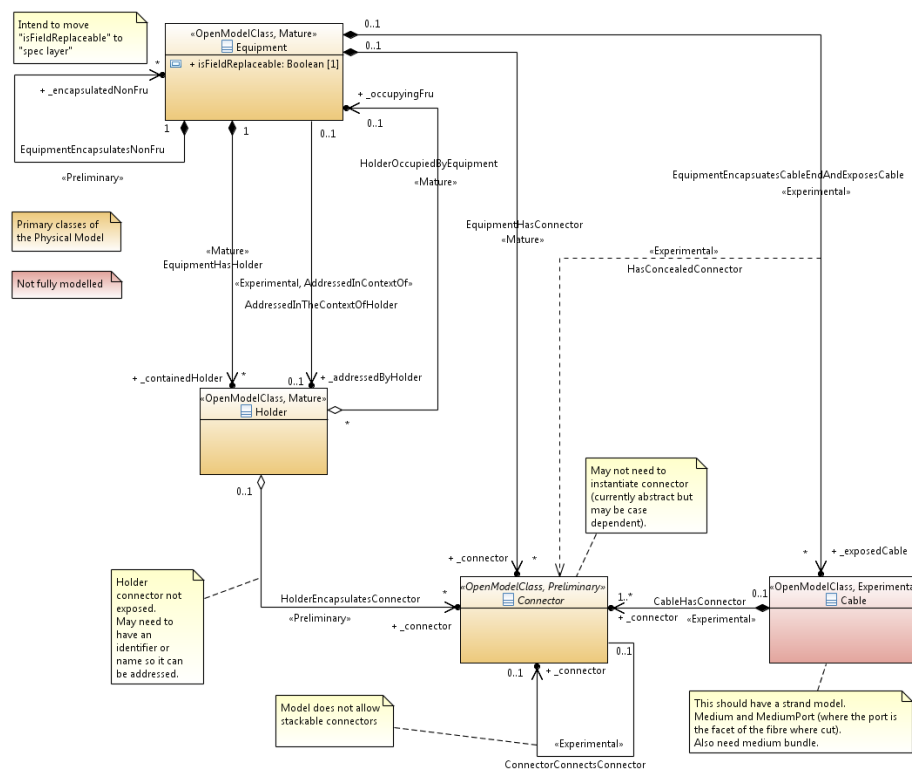 Intend to move
"isFieldReplaceable" to
"spec layer"
«OpenModelClass, Mature»
Equipment
+ isFieldReplaceable: Boolean [1]
0..1
0..1
*
+ _encapsulatedNonFru
1
EquipmentEncapsulatesNonFru
«Preliminary»
1
0..1
+ _occupyingFru
0..1
HolderOccupiedByEquipment
«Mature»
EquipmentEncapsuatesCableEndAndExposesCable
«Experimental»
Primary classes of
the Physical Model
Not fully modelled
«Mature»
EquipmentHasHolder
«Experimental, AddressedInContextOf»
AddressedInTheContextOfHolder
EquipmentHasConnector
«Mature»
«Experimental»
HasConcealedConnector
+ _containedHolder
*
0..1
+ _addressedByHolder
«OpenModelClass, Mature»
Holder
*
0..1
May not need to
instantiate connector
(currently abstract but
may be case
dependent).
+ _connector
*
*
+ _exposedCable
Holder
connector not
exposed.
May need to
have an
identifier or
name so it can
be addressed.
HolderEncapsulatesConnector
«Preliminary»
*
+ _connector
«OpenModelClass, Preliminary»
Connector
1..*
+ _connector
CableHasConnector
«Experimental»
0..1
«OpenModelClass, Experimenta
Cable
0..1
0..1
+ _connector
Model does not allow
stackable connectors
«Experimental»
ConnectorConnectsConnector
This should have a strand model.
Medium and MediumPort (where the port is
the facet of the fibre where cut).
Also need medium bundle.